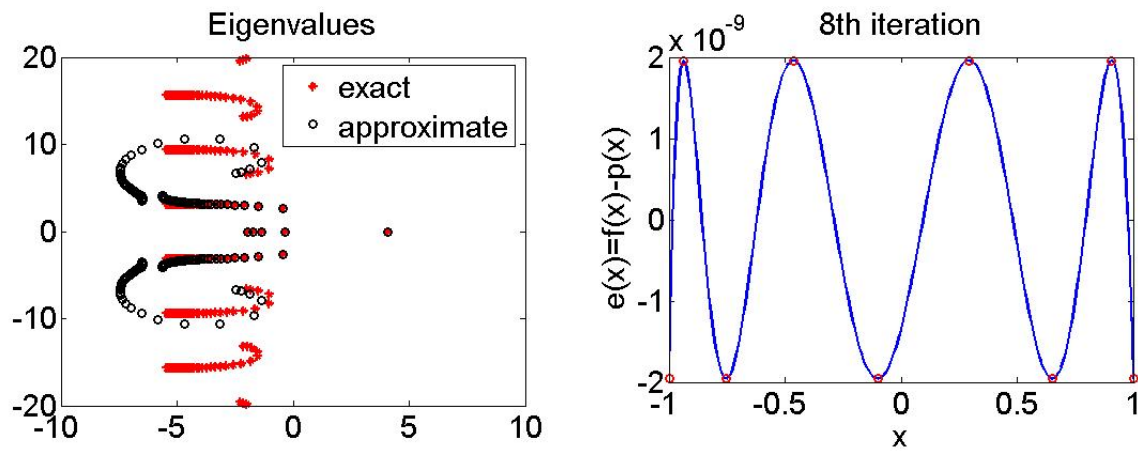 Eigenvalues
20
10
0
-10
-20
-10
-5
0
5
10
exact
approximate
8th iteration
2 x 10^-9
1
0
-1
-2
-1
-0.5
0
0.5
1
e(x)=f(x)-p(x)
x